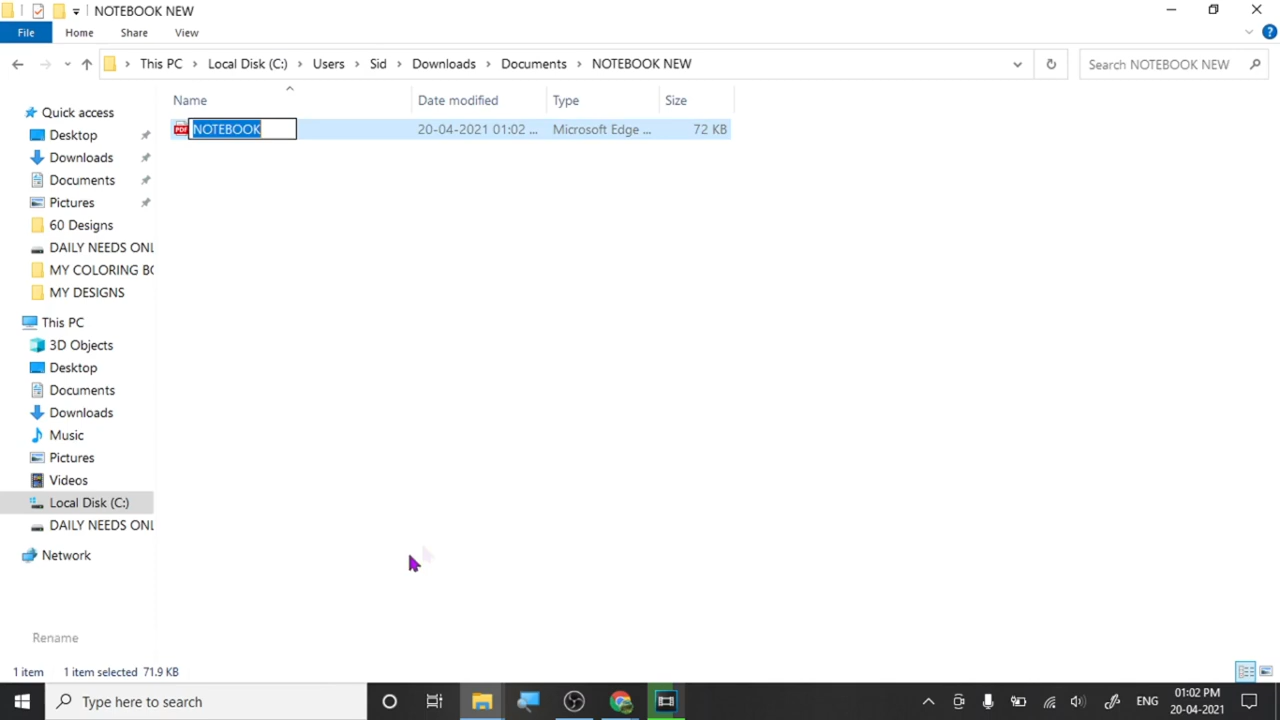 NOTEBOOK NEW
File Home Share View
This PC Local Disk (C:) Users Sid Downloads Documents NOTEBOOK NEW Search NOTEBOOK NEW
Name Date modified Type Size
PDF NOTEBOOK 20-04-2021 01:02 ... Microsoft Edge ... 72 KB
Quick access
Desktop
Downloads
Documents
Pictures
60 Designs
DAILY NEEDS ONL
MY COLORING BO
MY DESIGNS
This PC
3D Objects
Desktop
Documents
Downloads
Music
Pictures
Videos
Local Disk (C:)
DAILY NEEDS ONL
Network
Rename
1 item 1 item selected 71.9 KB
Type here to search ENG 01:02 PM
20-04-2021